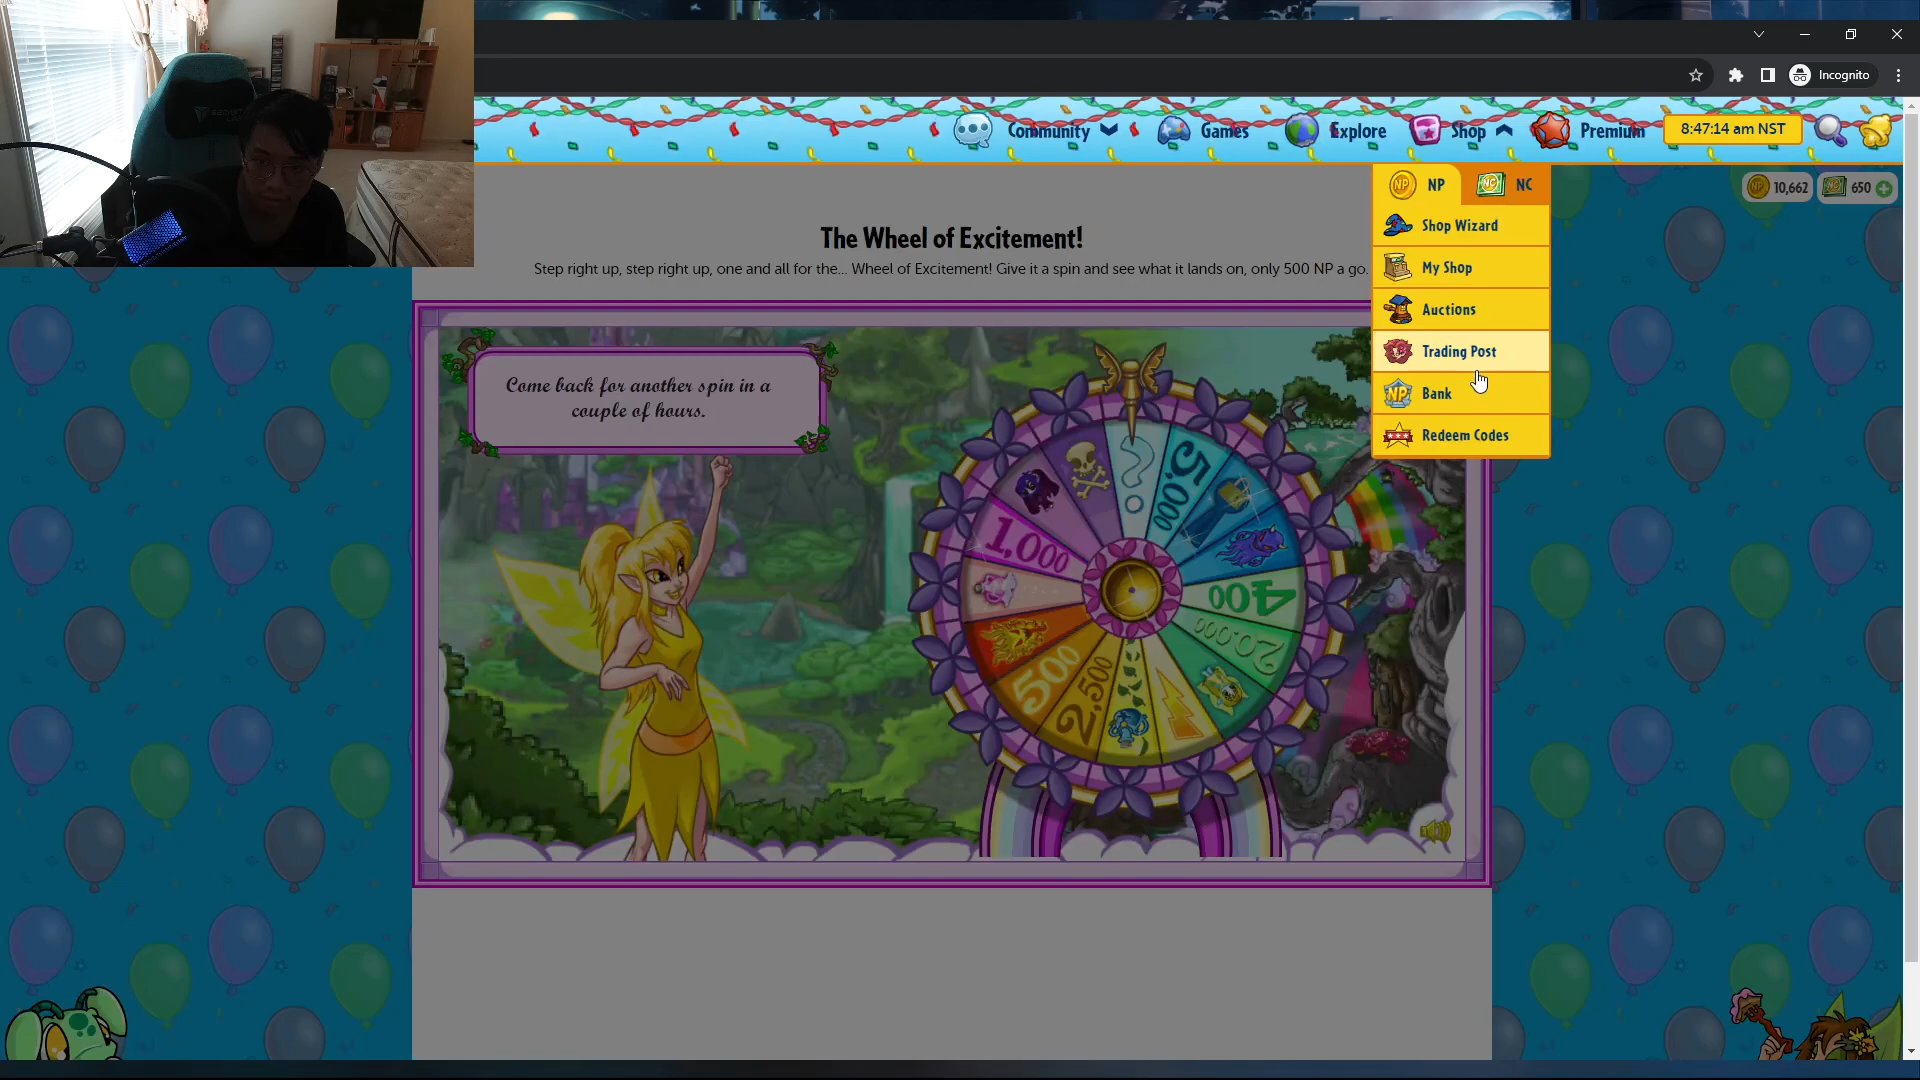 Incognito
Community
Games
Explore
Shop
Premium
8:47:14 am NST
NP
NC
NP
NC
10,662
NC
650
Shop Wizard
My Shop
Auctions
Trading Post
NP
Bank
Redeem Codes
The Wheel of Excitement!
Step right up, step right up, one and all for the... Wheel of Excitement! Give it a spin and see what it lands on, only 500 NP a go.
Come back for another spin in a
couple of hours.
?
5,000
400
20,000
2,500
500
1,000